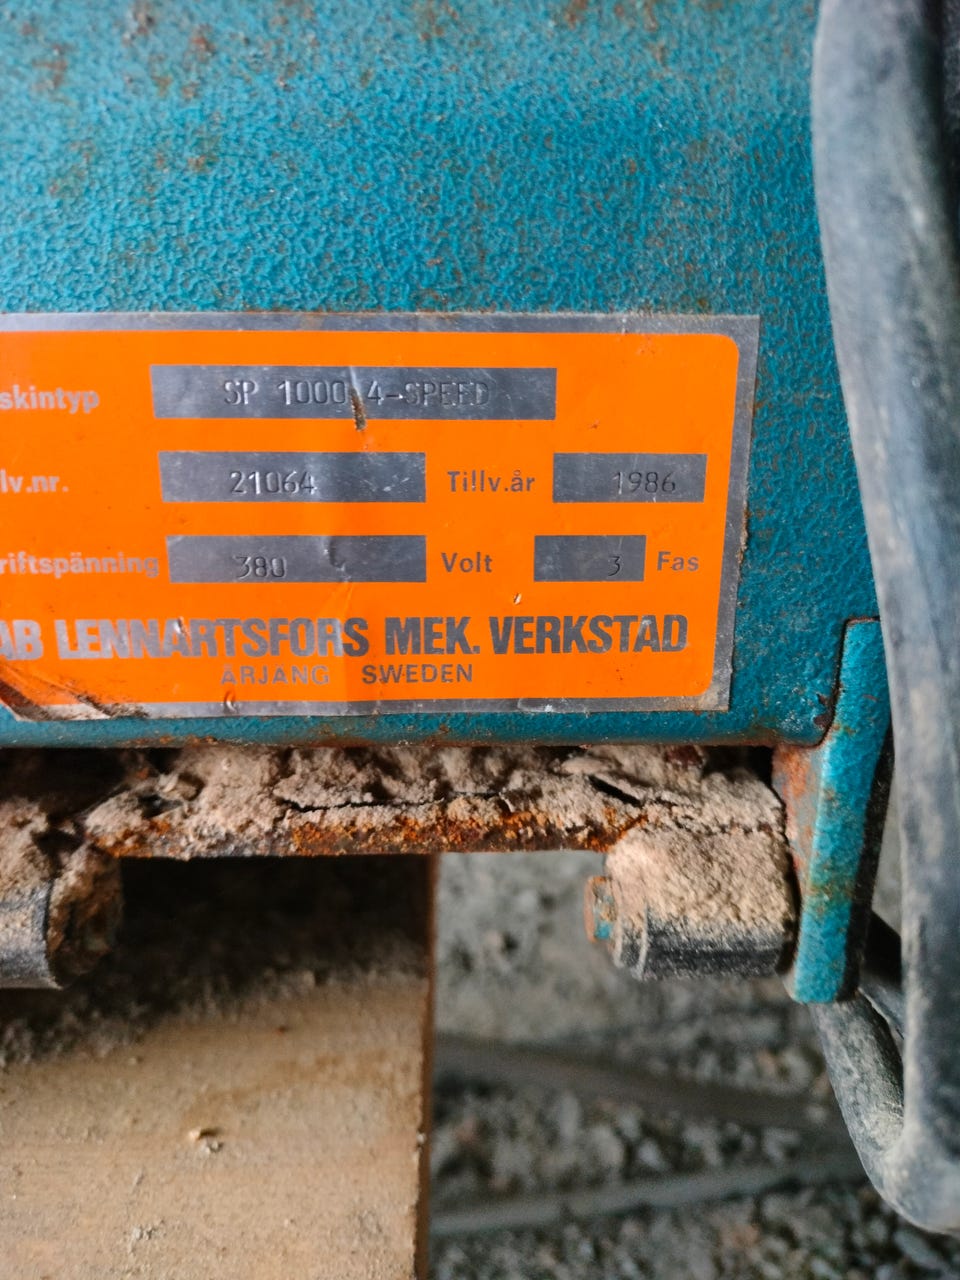 skintyp SP 1000 4-SPEED
lv.nr. 21064 Tillv.år 1986
riftspänning 380 Volt 3 Fas
AB LENNARTSFORS MEK. VERKSTAD
ÅRJÄNG SWEDEN